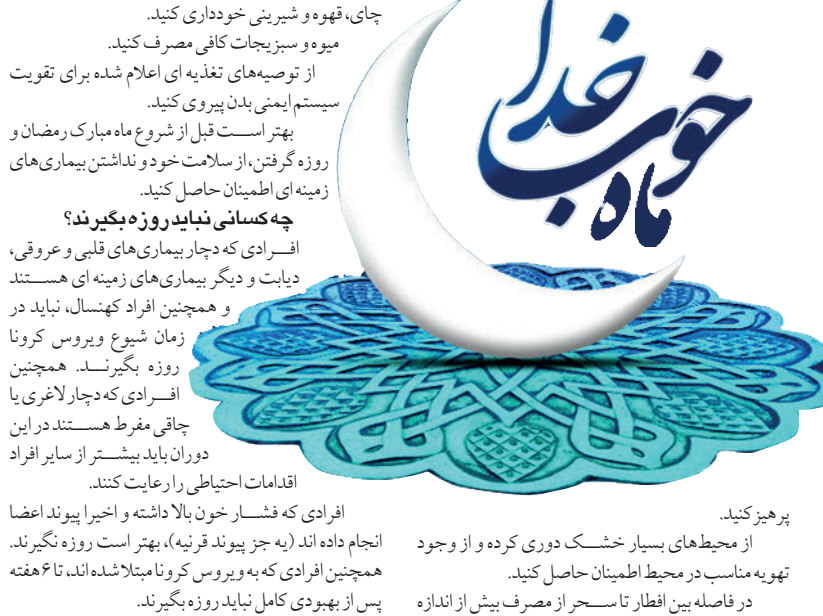 ماه خوب خدا
پرهیز کنید.
از محیط‌های بسیار خشک دوری کرده و از وجود
تهویه مناسب در محیط اطمینان حاصل کنید.
در فاصله بین افطار تا سحر از مصرف بیش از اندازه
چای، قهوه و شیرینی خودداری کنید.
میوه و سبزیجات کافی مصرف کنید.
از توصیه‌های تغذیه ای اعلام شده برای تقویت
سیستم ایمنی بدن پیروی کنید.
بهتر است قبل از شروع ماه مبارک رمضان و
روزه گرفتن، از سلامت خود و نداشتن بیماری‌های
زمینه ای اطمینان حاصل کنید.
چه کسانی نباید روزه بگیرند؟
افرادی که دچار بیماری‌های قلبی و عروقی،
دیابت و دیگر بیماری‌های زمینه ای هستند
و همچنین افراد کهنسال، نباید در
زمان شیوع ویروس کرونا
روزه بگیرند. همچنین
افرادی که دچار لاغری یا
چاقی مفرط هستند در این
دوران باید بیشتر از سایر افراد
اقدامات احتیاطی را رعایت کنند.
افرادی که فشار خون بالا داشته و اخیرا پیوند اعضا
انجام داده اند (به جز پیوند قرنیه)، بهتر است روزه نگیرند.
همچنین افرادی که به ویروس کرونا مبتلا شده اند، تا ۶ هفته
پس از بهبودی کامل نباید روزه بگیرند.